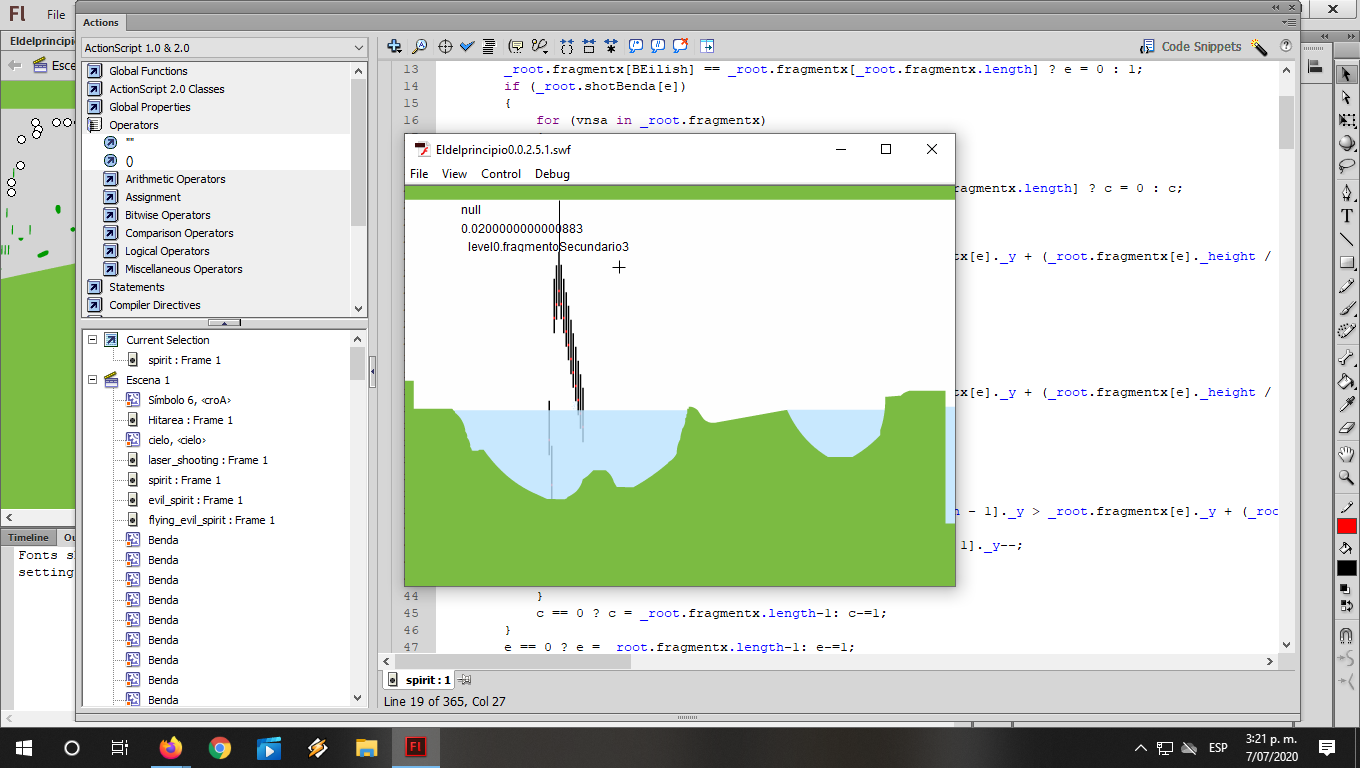 Fl File
Actions
Eldelprincipio
Esce
ActionScript 1.0 & 2.0
Global Functions
ActionScript 2.0 Classes
Global Properties
Operators
""
()
Arithmetic Operators
Assignment
Bitwise Operators
Comparison Operators
Logical Operators
Miscellaneous Operators
Statements
Compiler Directives
Current Selection
spirit : Frame 1
Escena 1
Símbolo 6, <croA>
Hitarea : Frame 1
cielo, <cielo>
laser_shooting : Frame 1
spirit : Frame 1
evil_spirit : Frame 1
flying_evil_spirit : Frame 1
Benda
Benda
Benda
Benda
Benda
Benda
Benda
Benda
Benda
Timeline Ou
Fonts s
setting
Code Snippets
13 _root.fragmentx[BEilish] == _root.fragmentx[_root.fragmentx.length] ? e = 0 : 1;
14 if (_root.shotBenda[e])
15 {
16 for (vnsa in _root.fragmentx)
agmentx.length] ? c = 0 : c;
tx[e]._y + (_root.fragmentx[e]._height /
tx[e]._y + (_root.fragmentx[e]._height /
h - 1]._y > _root.fragmentx[e]._y + (_roo
1]._y--;
44 }
45 c == 0 ? c = _root.fragmentx.length-1: c-=1;
46 }
47 e == 0 ? e = _root.fragmentx.length-1: e-=1;
Eldelprincipio0.0.2.5.1.swf
File View Control Debug
null
0.0200000000000883
_level0.fragmentoSecundario3
spirit : 1
Line 19 of 365, Col 27
Fl
ESP
3:21 p. m.
7/07/2020